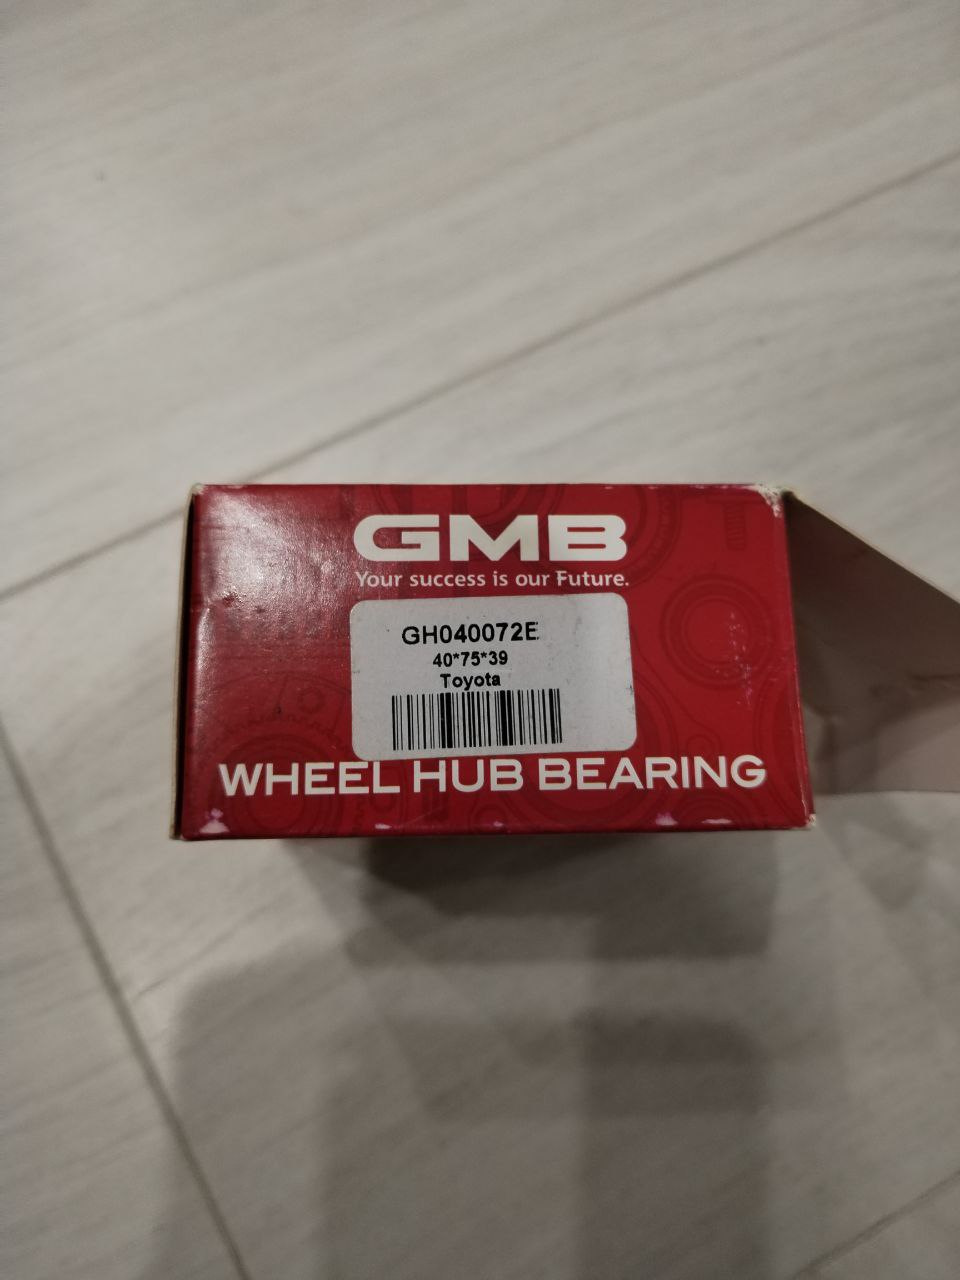 GMB
Your success is our Future.
GH040072E
40*75*39
Toyota
WHEEL HUB BEARING